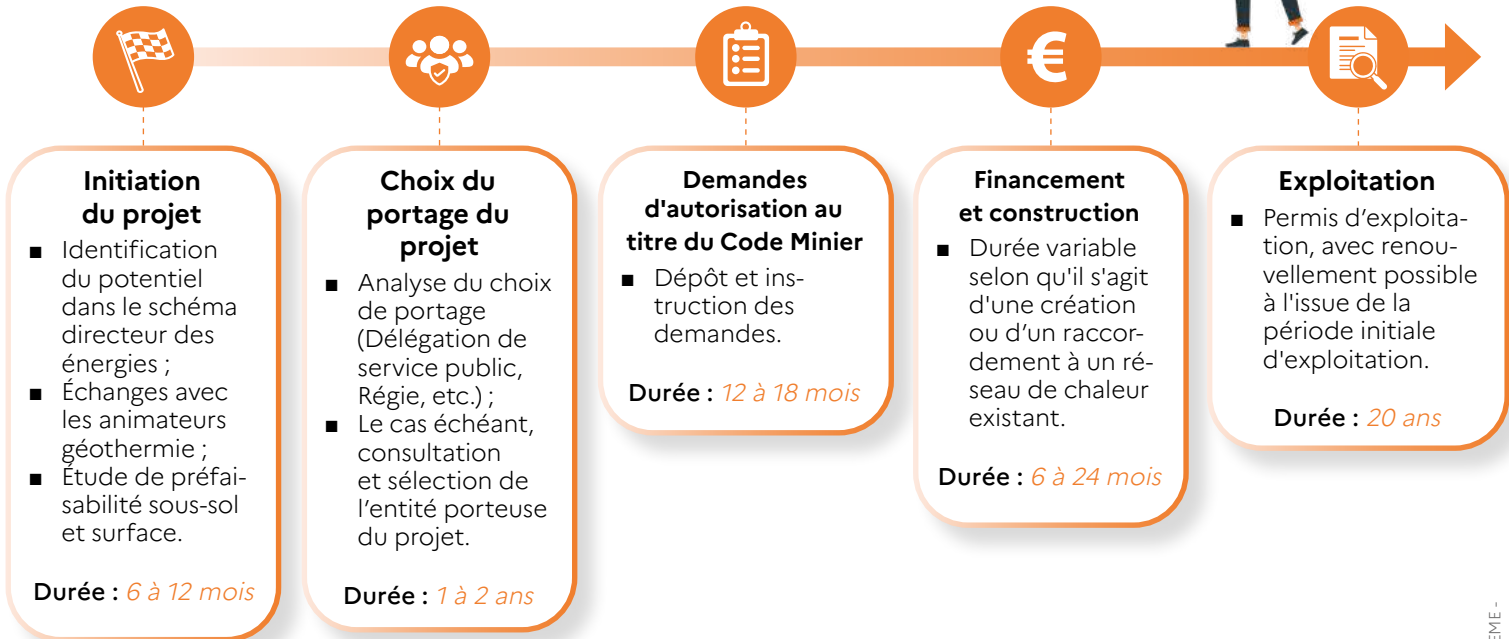 €
Initiation
du projet
■ Identification
du potentiel
dans le schéma
directeur des
énergies ;
■ Échanges avec
les animateurs
géothermie ;
■ Étude de préfai-
sabilité sous-sol
et surface.
Durée : 6 à 12 mois
Choix du
portage du
projet
■ Analyse du choix
de portage
(Délégation de
service public,
Régie, etc.) ;
■ Le cas échéant,
consultation
et sélection de
l’entité porteuse
du projet.
Durée : 1 à 2 ans
Demandes
d'autorisation au
titre du Code Minier
■ Dépôt et ins-
truction des
demandes.
Durée : 12 à 18 mois
Financement
et construction
■ Durée variable
selon qu'il s'agit
d'une création
ou d’un raccor-
dement à un ré-
seau de chaleur
existant.
Durée : 6 à 24 mois
Exploitation
■ Permis d’exploita-
tion, avec renou-
vellement possible
à l'issue de la
période initiale
d'exploitation.
Durée : 20 ans